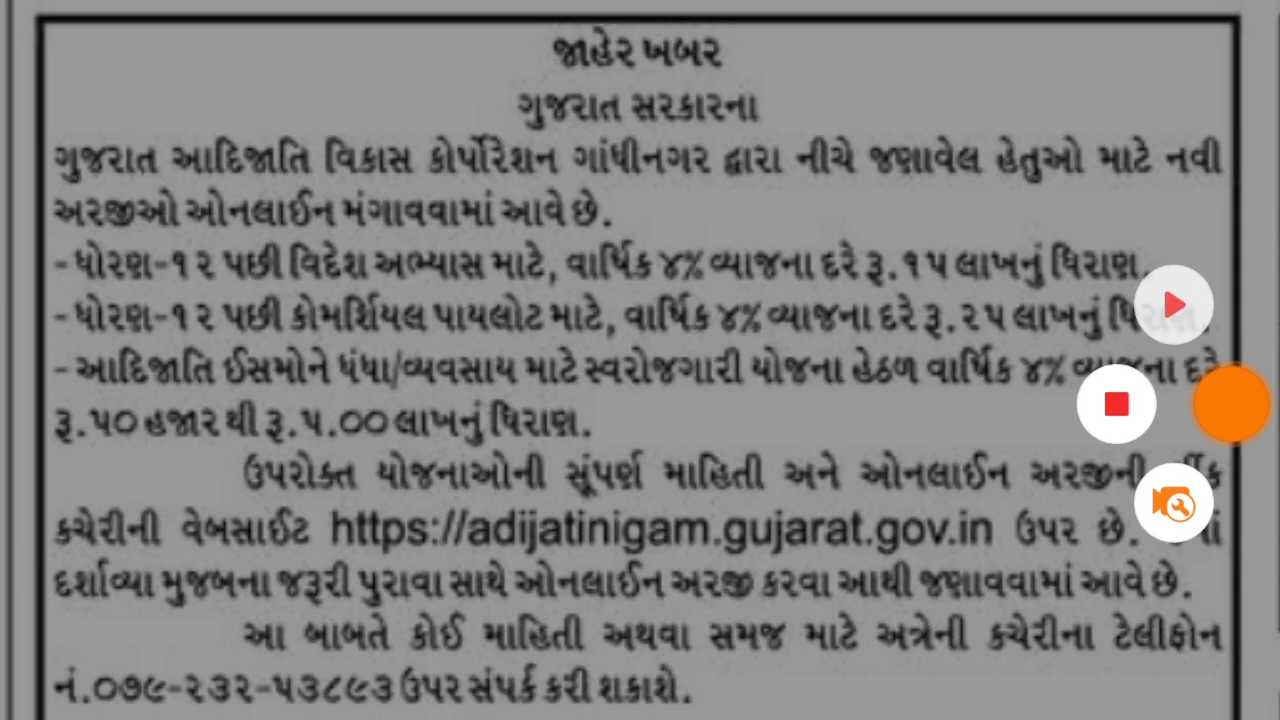 જાહેર ખબર
ગુજરાત સરકારના
ગુજરાત આદિજાતિ વિકાસ કોર્પોરેશન ગાંધીનગર દ્વારા નીચે જણાવેલ હેતુઓ માટે નવી
અરજીઓ ઓનલાઈન મંગાવવામાં આવે છે.
- ધોરણ-૧૨ પછી વિદેશ અભ્યાસ માટે, વાર્ષિક ૪% વ્યાજના દરે રૂ.૧૫ લાખનું ધિરાણ.
- ધોરણ-૧૨ પછી કોમર્શિયલ પાયલોટ માટે, વાર્ષિક ૪% વ્યાજના દરે રૂ.૨૫ લાખનું ધિરાણ.
- આદિજાતિ ઈસમોને ધંધા/વ્યવસાય માટે સ્વરોજગારી યોજના હેઠળ વાર્ષિક ૪% વ્યાજના દરે
રૂ.૫૦ હજાર થી રૂ.૫.૦૦ લાખનું ધિરાણ.
ઉપરોક્ત યોજનાઓની સૂંપર્ણ માહિતી અને ઓનલાઈન અરજીની
કચેરીની વેબસાઈટ https://adijatinigam.gujarat.gov.in ઉપર છે.
દર્શાવ્યા મુજબના જરૂરી પુરાવા સાથે ઓનલાઈન અરજી કરવા આથી જણાવવામાં આવે છે.
આ બાબતે કોઈ માહિતી અથવા સમજ માટે અત્રેની કચેરીના ટેલીફોન
નં.૦૭૯-૨૩૨-૫૩૮૯૩ ઉપર સંપર્ક કરી શકાશે.